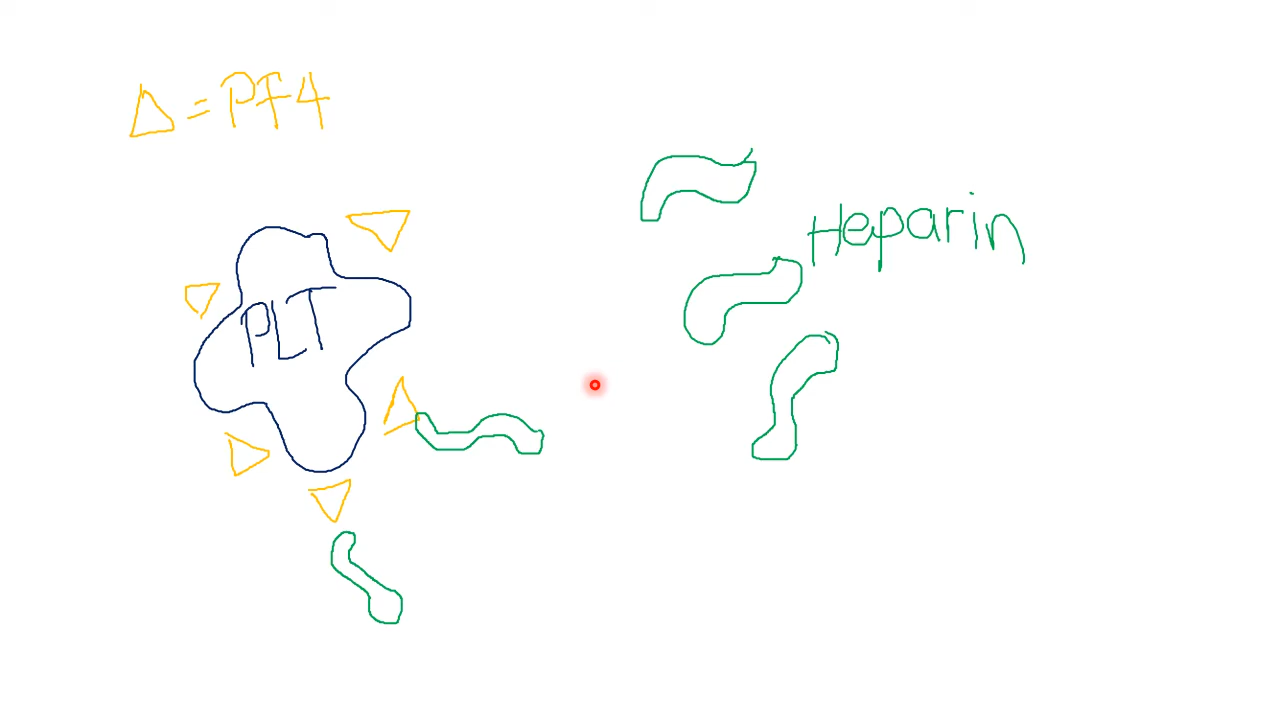 Δ = PF4
Heparin
PLT